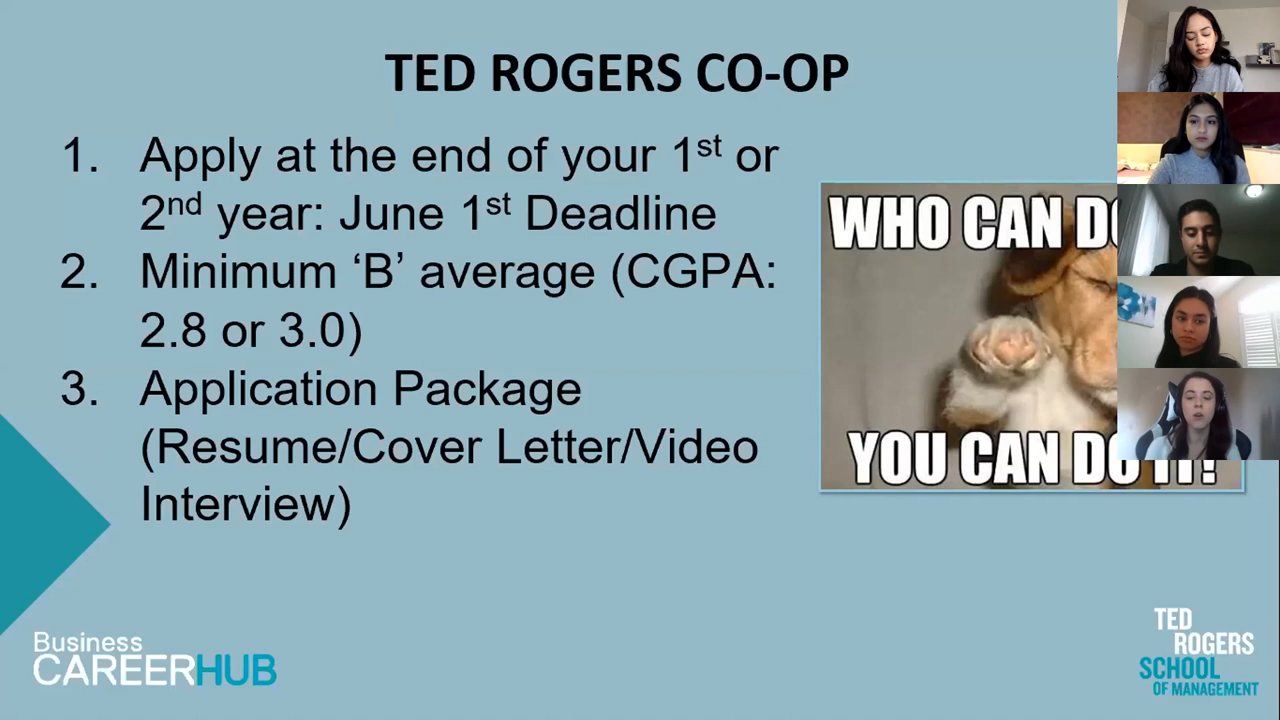 TED ROGERS CO-OP
1. Apply at the end of your 1st or
2nd year: June 1st Deadline
2. Minimum ‘B’ average (CGPA:
2.8 or 3.0)
3. Application Package
(Resume/Cover Letter/Video
Interview)
WHO CAN
YOU CAN DO IT!
Business
CAREERHUB
TED
ROGERS
SCHOOL
OF MANAGEMENT